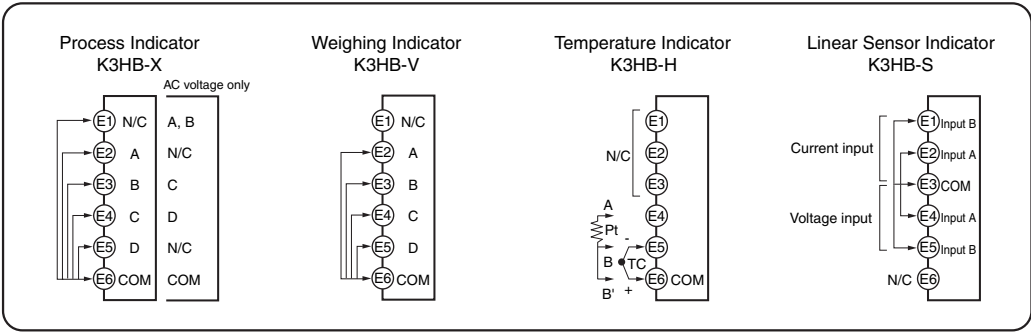 Process Indicator
K3HB-X
AC voltage only
E1 N/C A, B
E2 A N/C
E3 B C
E4 C D
E5 D N/C
E6 COM COM
Weighing Indicator
K3HB-V
E1 N/C
E2 A
E3 B
E4 C
E5 D
E6 COM
Temperature Indicator
K3HB-H
E1
N/C E2
E3
A E4
Pt
- E5
B TC
E6 COM
B' +
Linear Sensor Indicator
K3HB-S
E1 Input B
Current input
E2 Input A
E3 COM
Voltage input
E4 Input A
E5 Input B
N/C E6